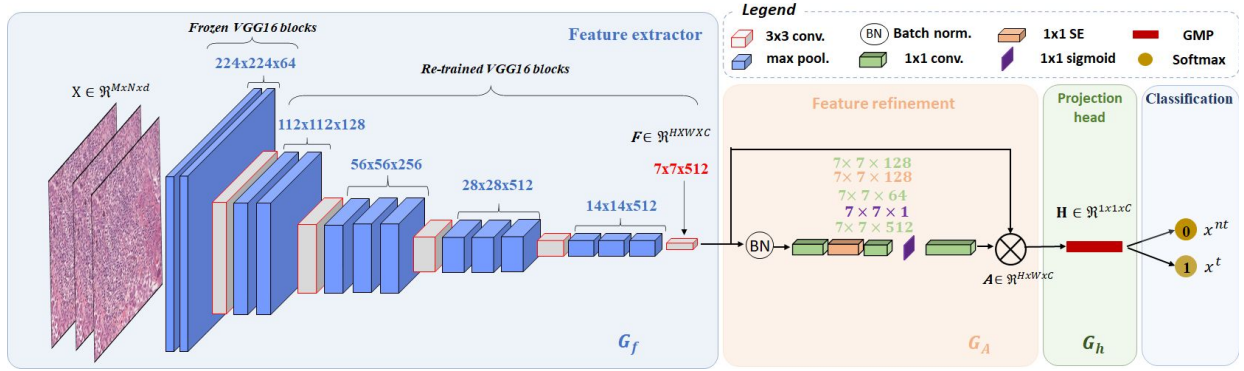 Frozen VGG16 blocks
Feature extractor
224x224x64
Re-trained VGG16 blocks
X ∈ ℜ^{MxNxd}
112x112x128
F ∈ ℜ^{HXWXC}
56x56x256
7x7x512
28x28x512
14x14x512
G_f
Legend
3x3 conv.
BN Batch norm.
1x1 SE
GMP
max pool.
1x1 conv.
1x1 sigmoid
Softmax
Feature refinement
7× 7 × 128
7× 7 × 128
7× 7 × 64
7 × 7 × 1
7× 7 × 512
BN
A ∈ ℜ^{HxWxC}
G_A
Projection
head
H ∈ ℜ^{1x1xC}
G_h
Classification
0 x^{nt}
1 x^t